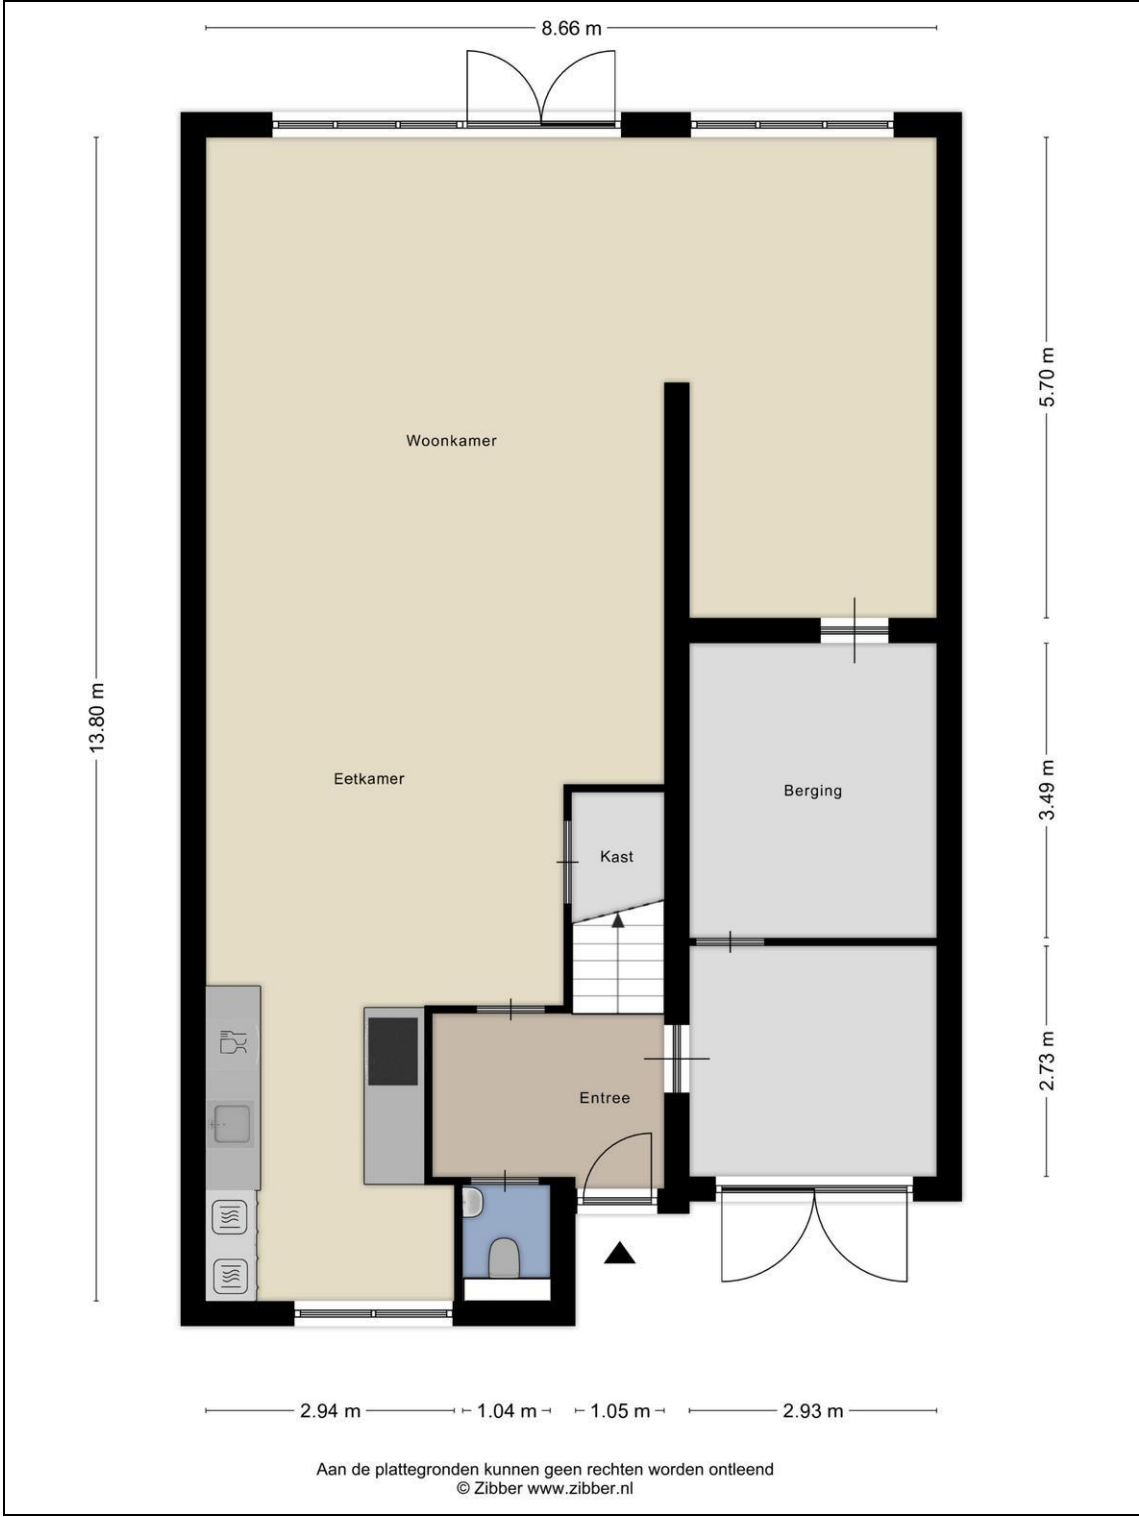 8.66 m
5.70 m
Woonkamer
13.80 m
Eetkamer
Berging
3.49 m
Kast
2.73 m
Entree
2.94 m
1.04 m
1.05 m
2.93 m
Aan de plattegronden kunnen geen rechten worden ontleend
© Zibber www.zibber.nl